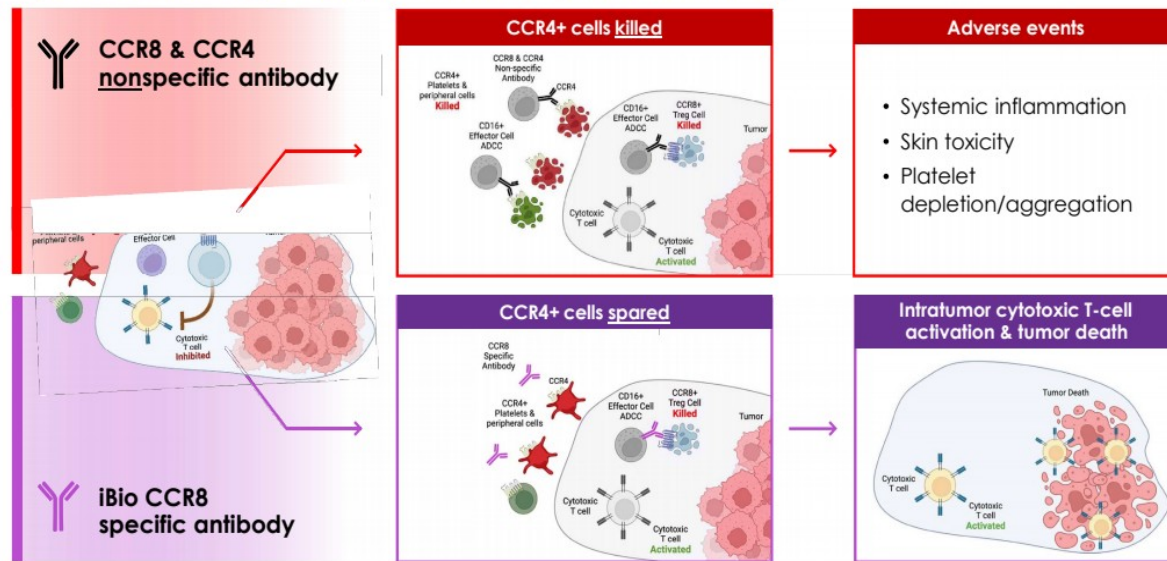 CCR8 & CCR4
nonspecific antibody
peripheral cells
Effector Cell
Cytotoxic
T cell
Inhibited
iBio CCR8
specific antibody
CCR4+ cells killed
CCR4+
Platelets &
peripheral cells
Killed
CCR8 & CCR4
Non-specific
Antibody
CCR4
CD16+
Effector Cell
ADCC
CD16+
Effector Cell
ADCC
CCR8+
Treg Cell
Killed
Tumor
Cytotoxic
T cell
Cytotoxic
T cell
Activated
Adverse events
• Systemic inflammation
• Skin toxicity
• Platelet
depletion/aggregation
CCR4+ cells spared
CCR8
Specific
Antibody
CCR4
CCR4+
Platelets &
peripheral cells
CD16+
Effector Cell
ADCC
CCR8+
Treg Cell
Killed
Tumor
Cytotoxic
T cell
Cytotoxic
T cell
Activated
Intratumor cytotoxic T-cell
activation & tumor death
Tumor Death
Cytotoxic
T cell
Cytotoxic
T cell
Activated